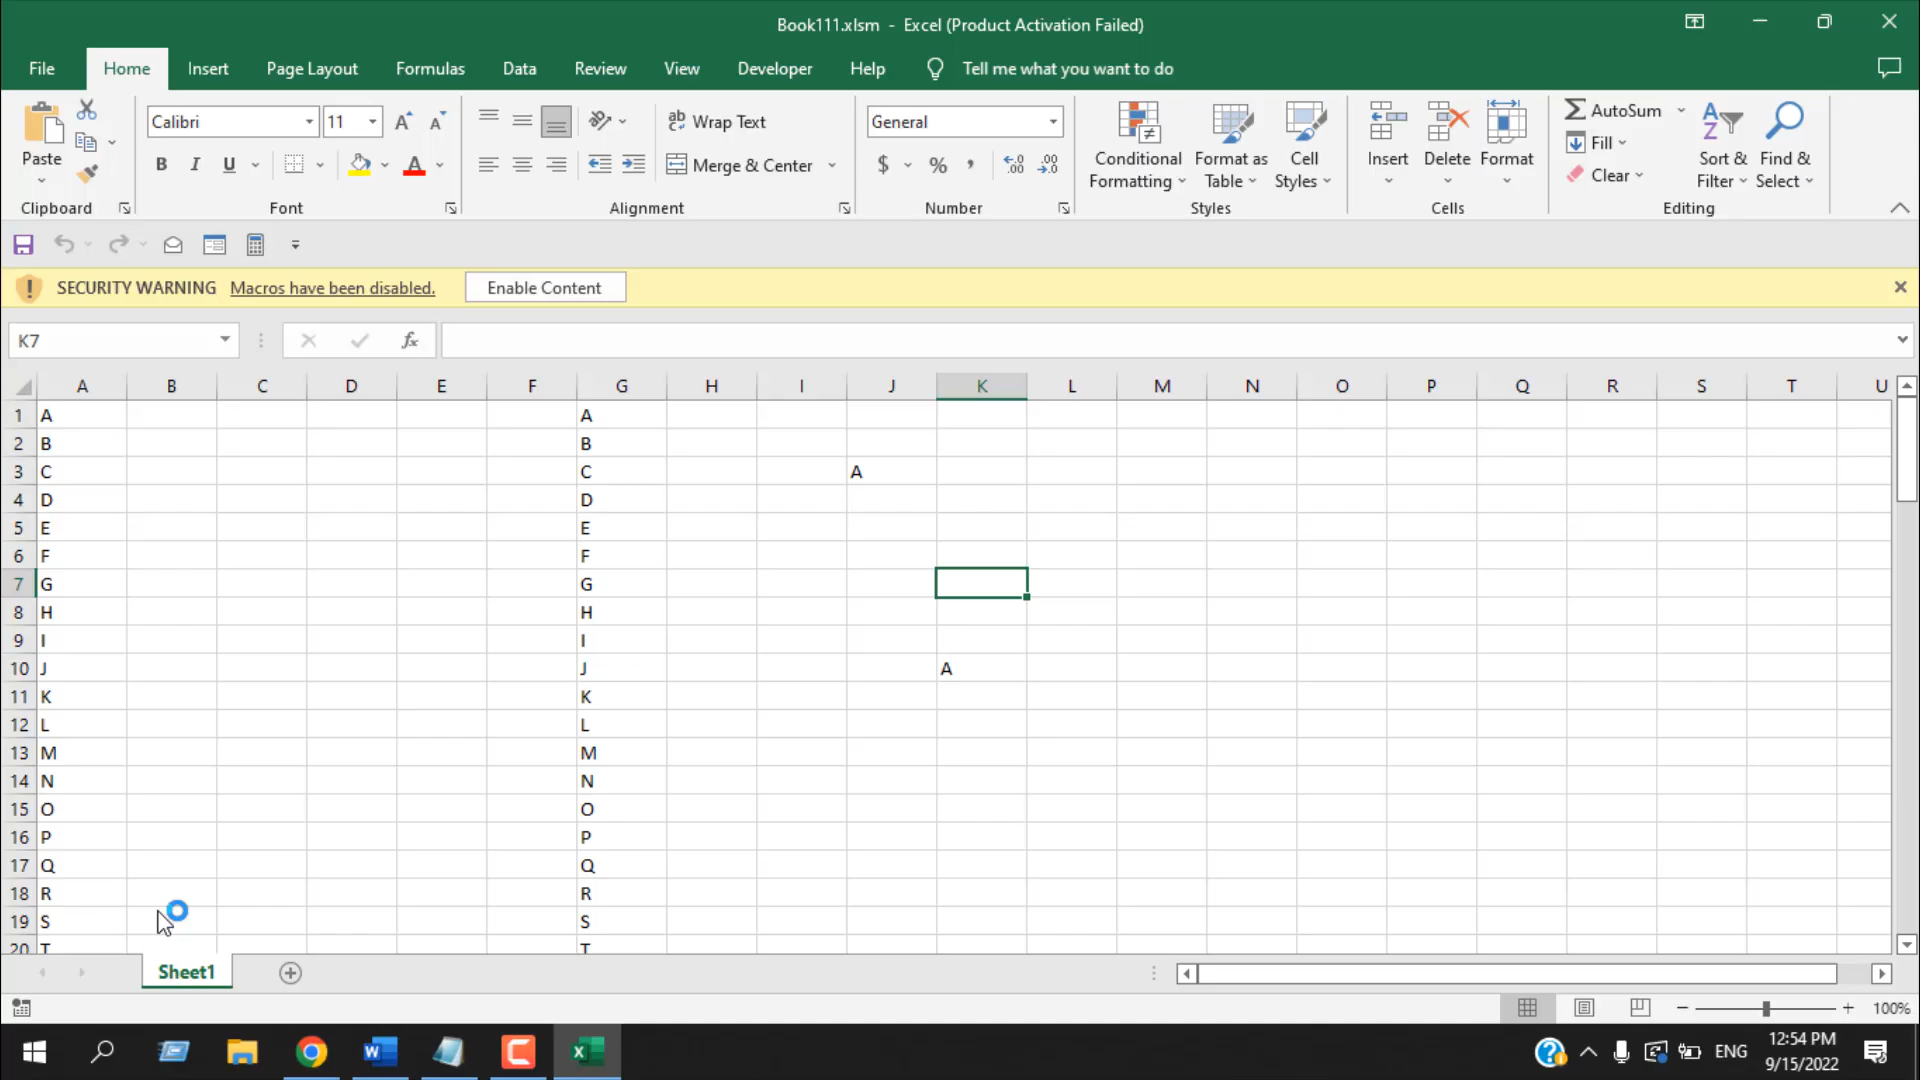 Book111.xlsm - Excel (Product Activation Failed)
File Home Insert Page Layout Formulas Data Review View Developer Help Tell me what you want to do
Calibri 11 Wrap Text General AutoSum
Paste B I U Merge & Center $ % , Conditional Formatting Format as Table Cell Styles Insert Delete Format Fill Clear Sort & Filter Find & Select
Clipboard Font Alignment Number Styles Cells Editing
SECURITY WARNING Macros have been disabled. Enable Content
K7 fx
A B C D E F G H I J K L M N O P Q R S T U
1 A A
2 B B
3 C C A
4 D D
5 E E
6 F F
7 G G
8 H H
9 I I
10 J J A
11 K K
12 L L
13 M M
14 N N
15 O O
16 P P
17 Q Q
18 R R
19 S S
20 T T
Sheet1
100%
ENG 12:54 PM
9/15/2022